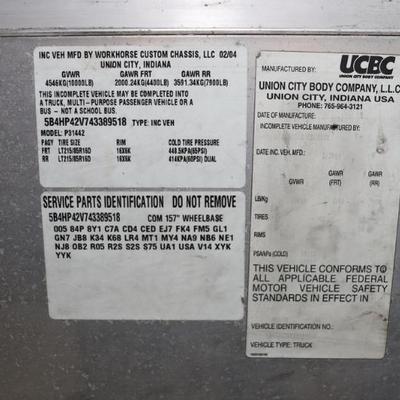 INC VEH MFD BY WORKHORSE CUSTOM CHASSIS, LLC 02/04
UNION CITY, INDIANA
GVWR GAWR FRT GAWR RR
4546KG(10000LB) 2000.24KG(4400LB) 3591.34KG(7900LB)
THIS INCOMPLETE VEHICLE MAY BE COMPLETED INTO
A TRUCK, MULTI-PURPOSE PASSENGER VEHICLE OR A
BUS - NOT A SCHOOL BUS.
5B4HP42V743389518 TYPE: INC VEH
MODEL: P31442
PAGY TIRE SIZE RIM COLD TIRE PRESSURE
FRT LT215/85R16D 16X6K 448.5KPA(65PSI)
RR LT215/85R16D 16X6K 414KPA(60PSI) DUAL
SERVICE PARTS IDENTIFICATION DO NOT REMOVE
5B4HP42V743389518 COM 157" WHEELBASE
005 84P 8Y1 C7A CD4 CED EJ7 FK4 FM5 GL1
GN7 JB8 K34 K68 LR4 MT1 MY4 NA9 NB6 NE1
NJ8 OB2 R05 R2S S2S S75 UA1 USA V14 XYK
YYK
MANUFACTURED BY: UCBC
UNION CITY BODY COMPANY
UNION CITY BODY COMPANY, L.L.C.
UNION CITY, INDIANA USA
PHONE: 765-964-3121
DATE OF MANUFACTURE:
INCOMPLETE VEHICLE MANUFACTURED BY:
DATE INC. VEH. MFD.:
GVWR GAWR (FRT) GAWR (RR)
LB/Kg
TIRES
RIMS
PSI/kPa (COLD)
THIS VEHICLE CONFORMS TO
ALL APPLICABLE FEDERAL
MOTOR VEHICLE SAFETY
STANDARDS IN EFFECT IN
VEHICLE IDENTIFICATION NO.:
VEHICLE TYPE: TRUCK